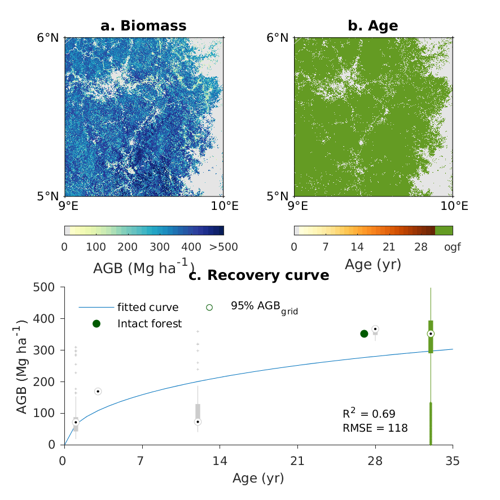 a. Biomass
b. Age
6°N
6°N
5°N
5°N
9°E
10°E
9°E
10°E
0 100 200 300 400 >500
0 7 14 21 28 ogf
AGB (Mg ha⁻¹)
Age (yr)
c. Recovery curve
500
400
300
200
100
0
AGB (Mg ha⁻¹)
fitted curve
95% AGB_grid
Intact forest
R² = 0.69
RMSE = 118
0 7 14 21 28 35
Age (yr)